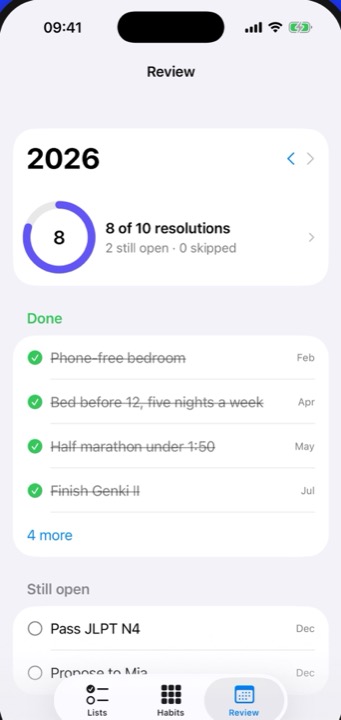 09:41
Review
2026
8
8 of 10 resolutions
2 still open · 0 skipped
Done
Phone-free bedroom
Feb
Bed before 12, five nights a week
Apr
Half marathon under 1:50
May
Finish Genki II
Jul
4 more
Still open
Pass JLPT N4
Dec
Propose to Mia
Dec
Lists
Habits
Review